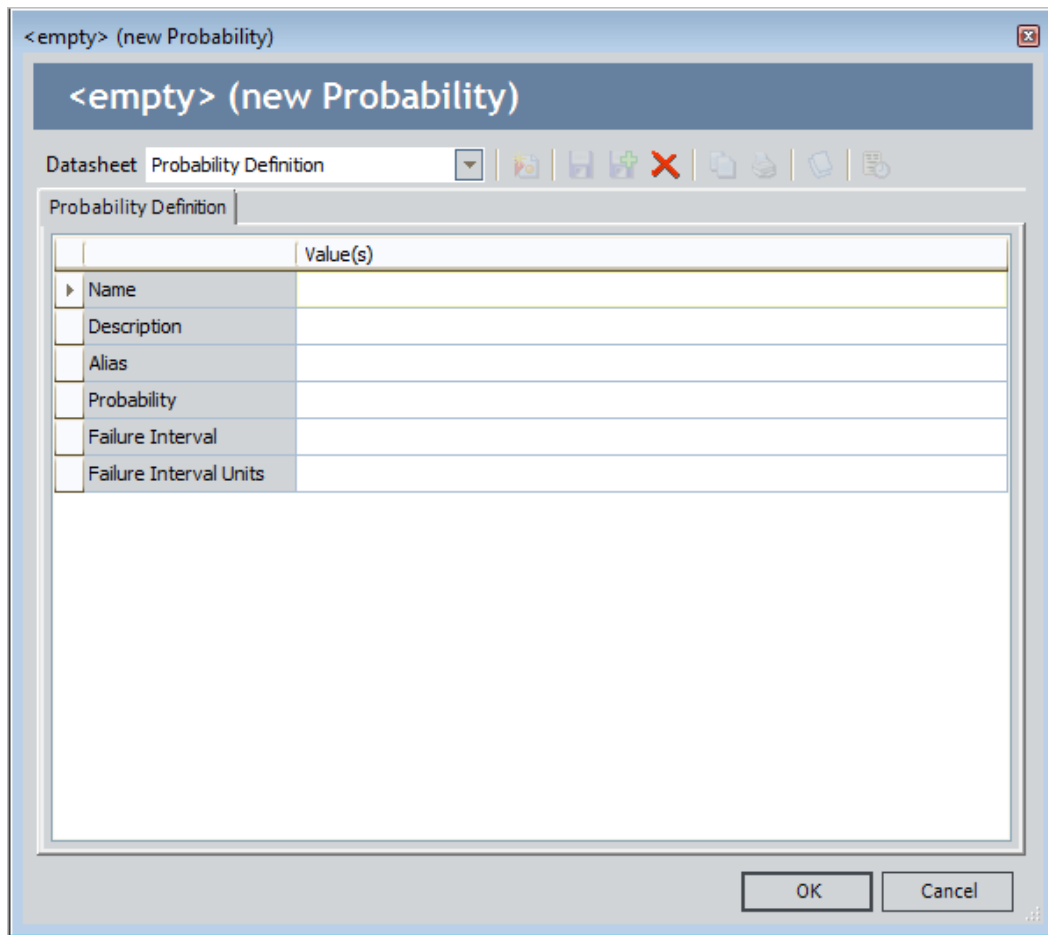 <empty> (new Probability)
<empty> (new Probability)
Datasheet Probability Definition
Probability Definition
Value(s)
Name
Description
Alias
Probability
Failure Interval
Failure Interval Units
OK Cancel